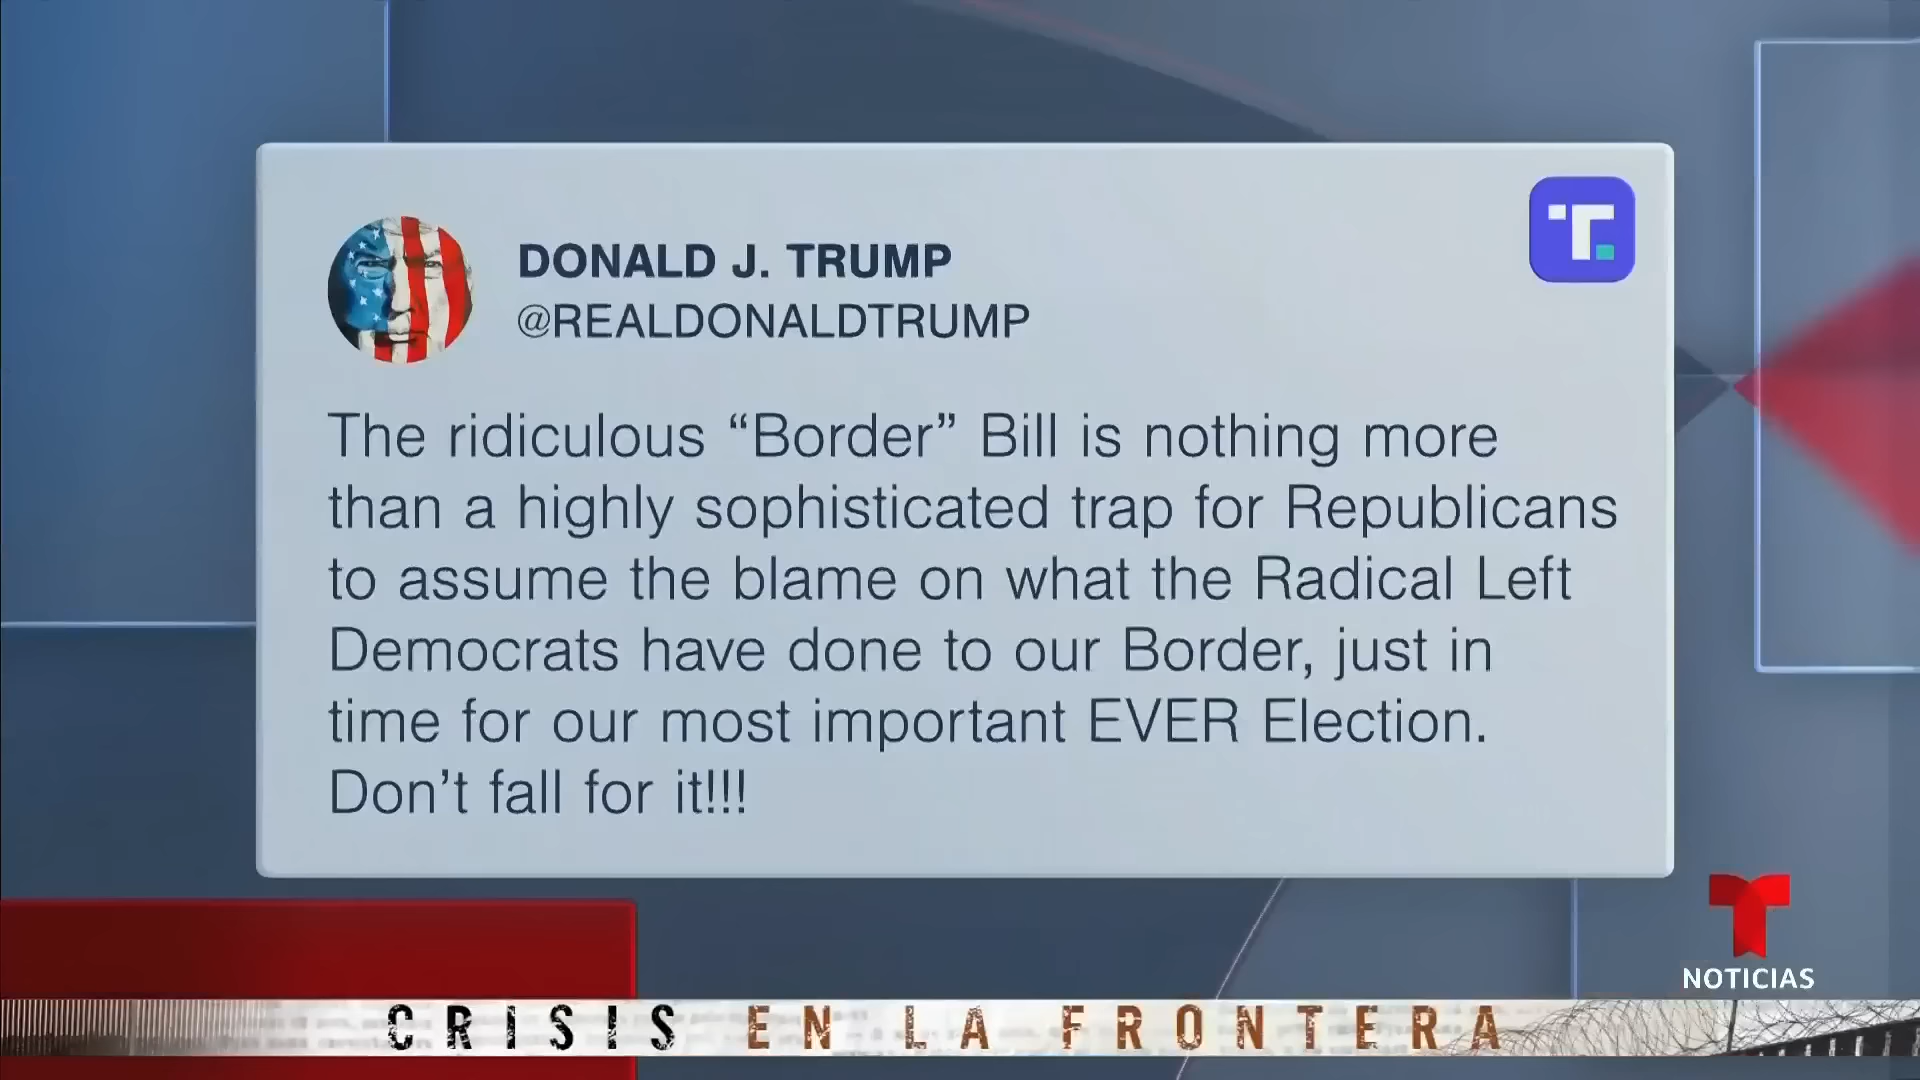 DONALD J. TRUMP
@REALDONALDTRUMP
The ridiculous “Border” Bill is nothing more
than a highly sophisticated trap for Republicans
to assume the blame on what the Radical Left
Democrats have done to our Border, just in
time for our most important EVER Election.
Don’t fall for it!!!
NOTICIAS
CRISIS EN LA FRONTERA